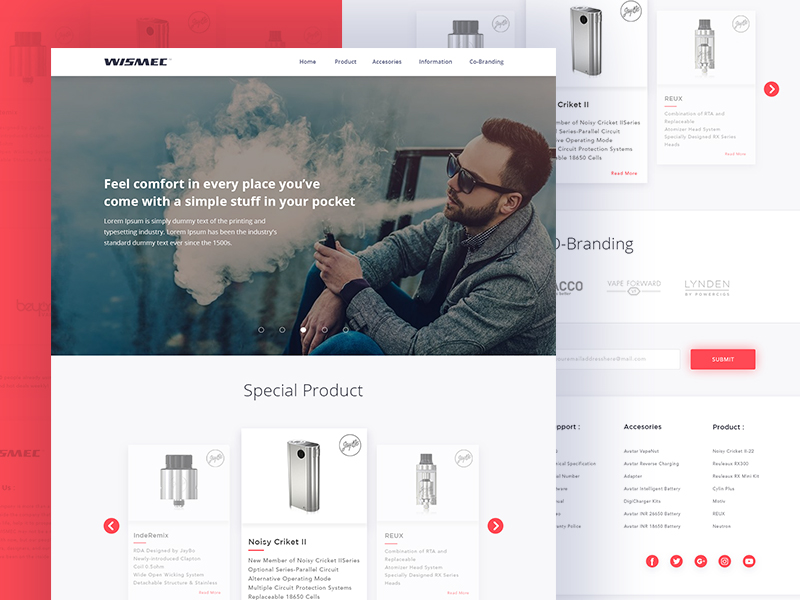 WISMEC
Home Product Accesories Information Co-Branding
Feel comfort in every place you've
come with a simple stuff in your pocket
Lorem Ipsum is simply dummy text of the printing and
typesetting industry. Lorem Ipsum has been the industry's
standard dummy text ever since the 1500s.
Special Product
IndeRemix
RDA Designed by JayBo
Newly-introduced Clapton
Coil 0.5ohm
Wide Open Wicking System
Detachable Structure & Stainless
Read More
JayBo
Noisy Cricket II
New Member of Noisy Cricket IISeries
Optional Series-Parallel Circuit
Alternative Operating Mode
Multiple Circuit Protection Systems
Replaceable 18650 Cells
REUX
Combination of RTA and
Replaceable
Atomizer Head System
Specially Designed RX Series
Heads
Read More
Criket II
Member of Noisy Cricket IISeries
Series-Parallel Circuit
Operating Mode
Circuit Protection Systems
18650 Cells
Read More
REUX
Combination of RTA and
Replaceable
Atomizer Head System
Specially Designed RX Series
Heads
Read More
O-Branding
ACCO
VAPE FORWARD
LYNDEN
BY POWERCIGS
youremailaddresshere@mail.com
SUBMIT
pport :
Accesories
Avatar VapeNut
Avatar Reverse Charging
Adapter
Avatar Intelligent Battery
DigiCharger Kits
Avatar INR 26650 Battery
Avatar INR 18650 Battery
Product :
Noisy Cricket II-22
Reuleaux RX300
Reuleaux RX Mini Kit
Cylin Plus
Motiv
REUX
Neutron